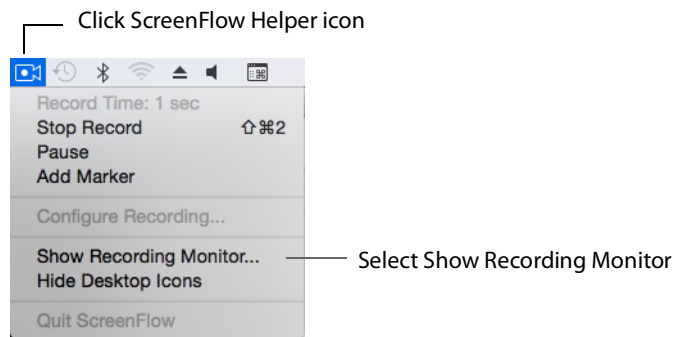 Click ScreenFlow Helper icon
Record Time: 1 sec
Stop Record ⇧⌘2
Pause
Add Marker
Configure Recording...
Show Recording Monitor...
Select Show Recording Monitor
Hide Desktop Icons
Quit ScreenFlow